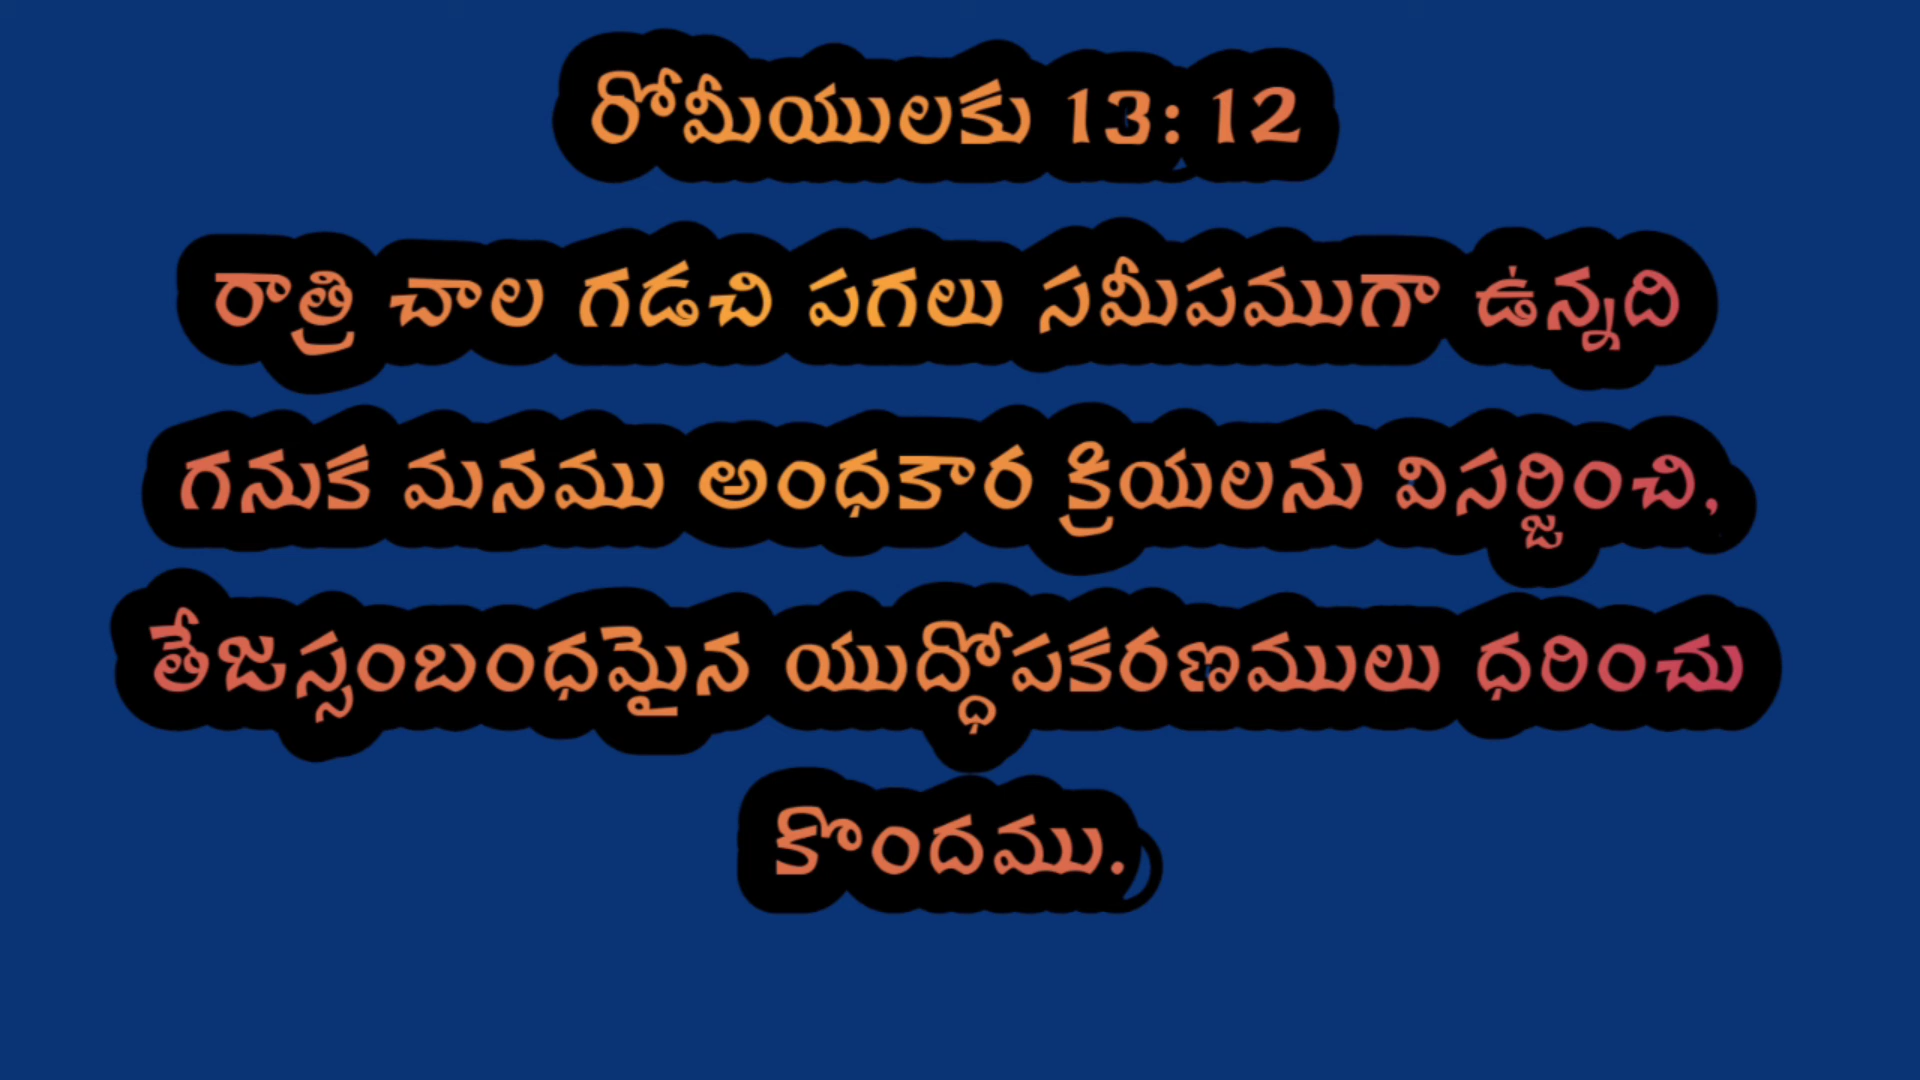 రోమీయులకు 13: 12
రాత్రి చాల గడచి పగలు సమీపముగా ఉన్నది
గనుక మనము అంధకార క్రియలను విసర్జించి,
తేజస్సంబంధమైన యుద్ధోపకరణములు ధరించు
కొందము.